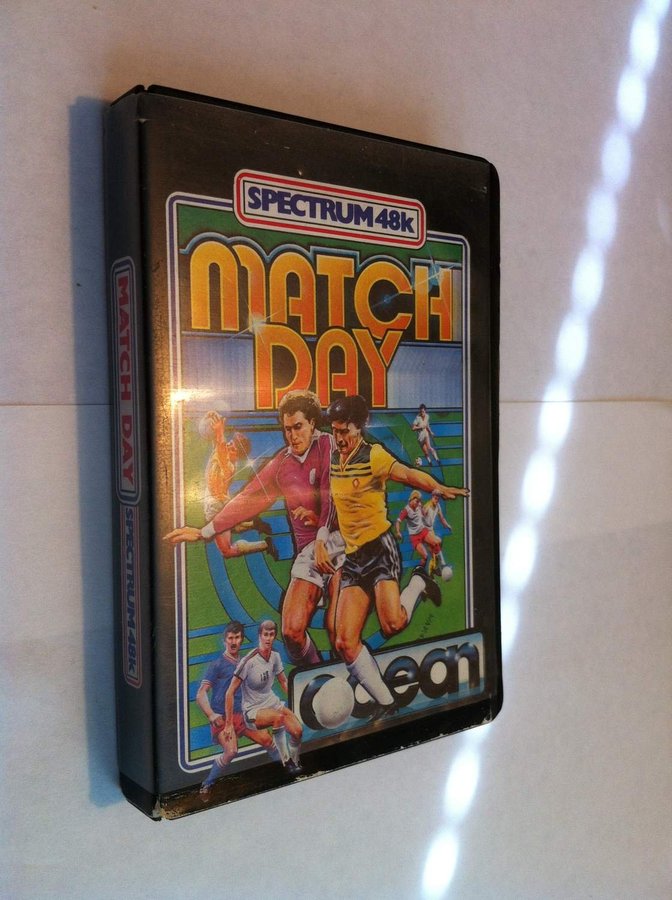 SPECTRUM 48k
MATCH
DAY
ocean
MATCH DAY
SPECTRUM 48K